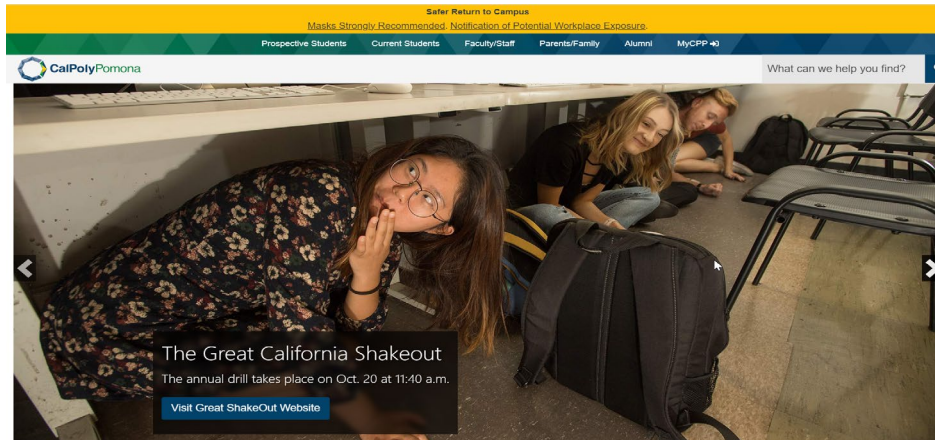 Safer Return to Campus
Masks Strongly Recommended. Notification of Potential Workplace Exposure.
Prospective Students Current Students Faculty/Staff Parents/Family Alumni MyCPP
CalPolyPomona
What can we help you find?
The Great California Shakeout
The annual drill takes place on Oct. 20 at 11:40 a.m.
Visit Great ShakeOut Website